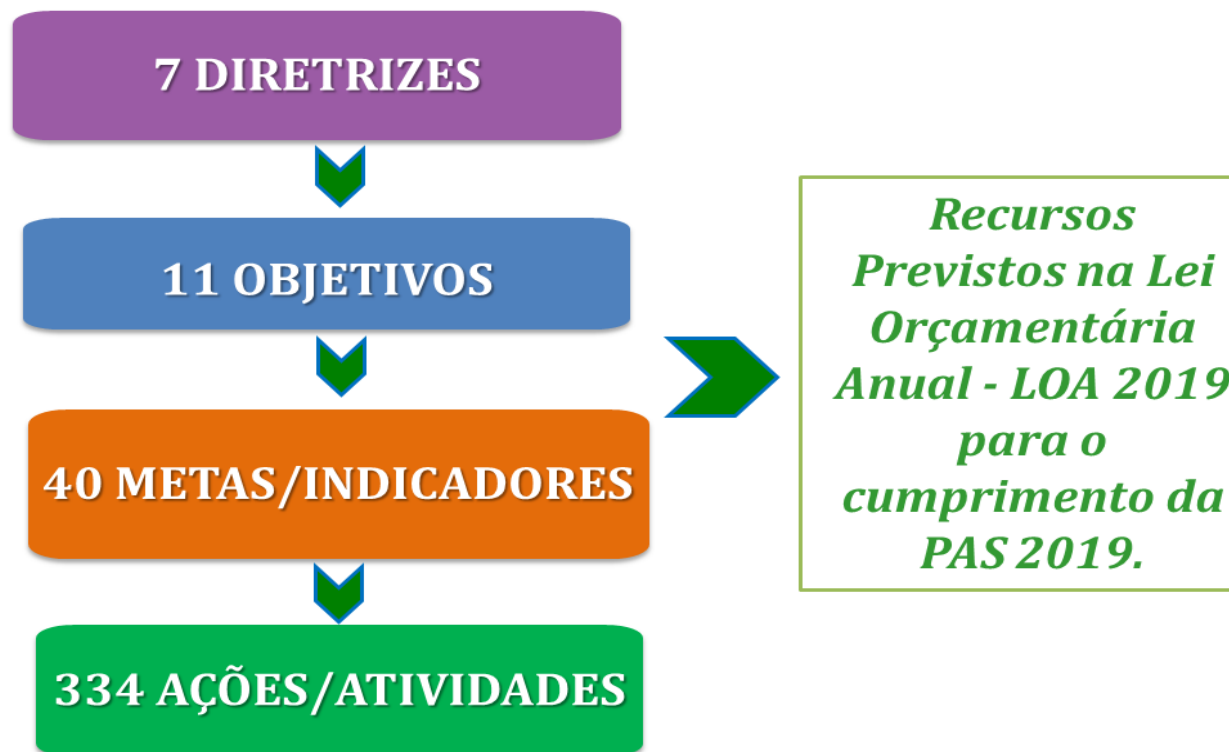 7 DIRETRIZES
11 OBJETIVOS
40 METAS/INDICADORES
334 AÇÕES/ATIVIDADES
Recursos
Previstos na Lei
Orçamentária
Anual - LOA 2019
para o
cumprimento da
PAS 2019.